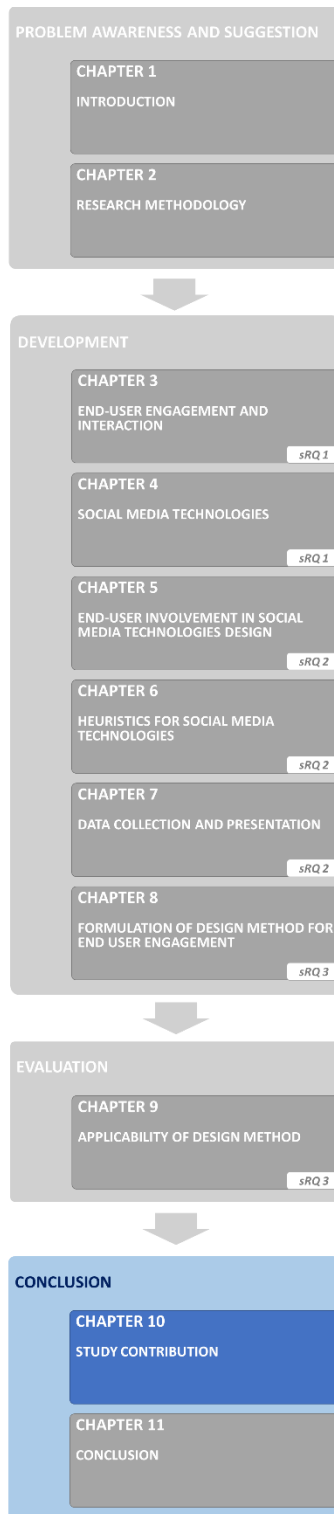 PROBLEM AWARENESS AND SUGGESTION
CHAPTER 1
INTRODUCTION
CHAPTER 2
RESEARCH METHODOLOGY
DEVELOPMENT
CHAPTER 3
END-USER ENGAGEMENT AND
INTERACTION
sRQ 1
CHAPTER 4
SOCIAL MEDIA TECHNOLOGIES
sRQ 1
CHAPTER 5
END-USER INVOLVEMENT IN SOCIAL
MEDIA TECHNOLOGIES DESIGN
sRQ 2
CHAPTER 6
HEURISTICS FOR SOCIAL MEDIA
TECHNOLOGIES
sRQ 2
CHAPTER 7
DATA COLLECTION AND PRESENTATION
sRQ 2
CHAPTER 8
FORMULATION OF DESIGN METHOD FOR
END USER ENGAGEMENT
sRQ 3
EVALUATION
CHAPTER 9
APPLICABILITY OF DESIGN METHOD
sRQ 3
CONCLUSION
CHAPTER 10
STUDY CONTRIBUTION
CHAPTER 11
CONCLUSION